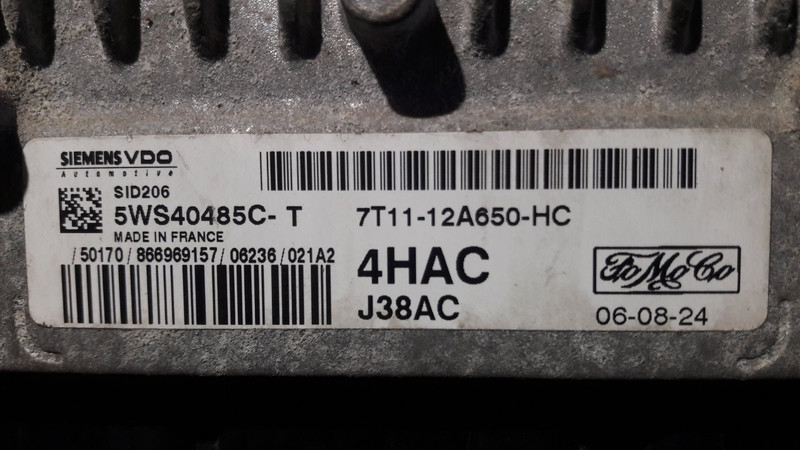 SIEMENS VDO
Automotive
SID206
5WS40485C- T
7T11-12A650-HC
MADE IN FRANCE
/50170/866969157/06236/021A2
4HAC
J38AC
FoMoCo
06-08-24